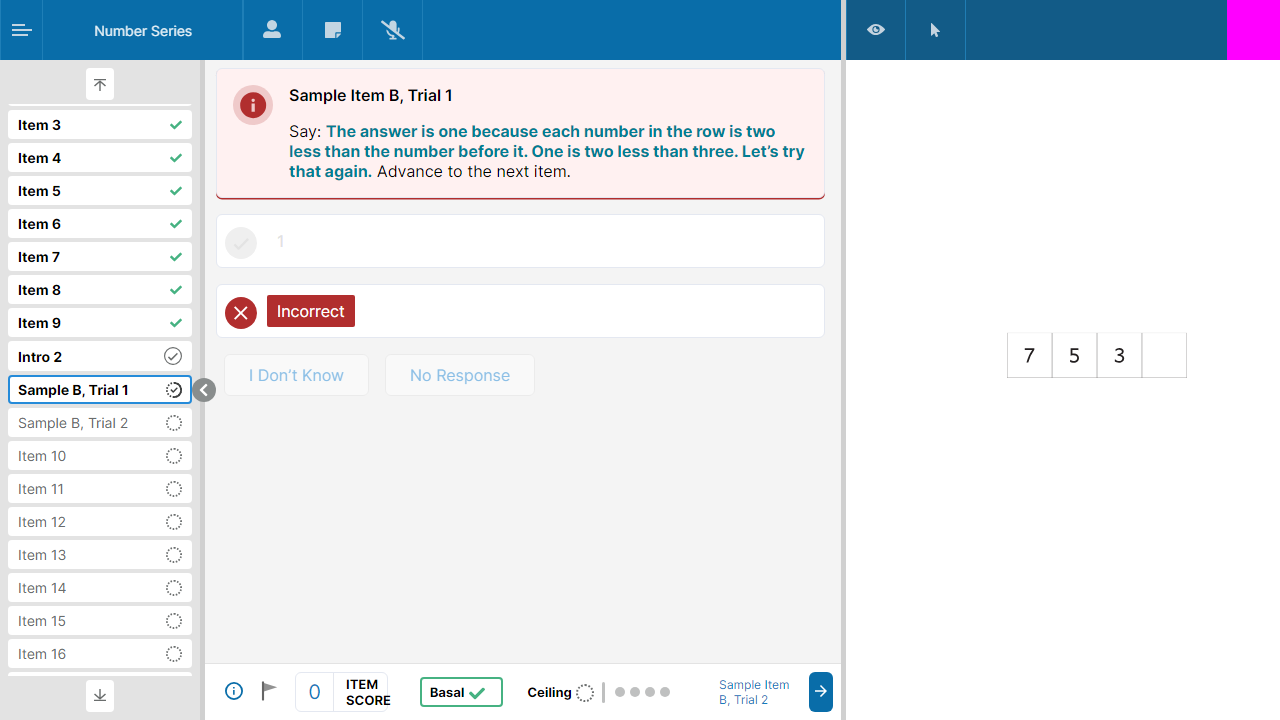 Number Series
Item 3
Item 4
Item 5
Item 6
Item 7
Item 8
Item 9
Intro 2
Sample B, Trial 1
Sample B, Trial 2
Item 10
Item 11
Item 12
Item 13
Item 14
Item 15
Item 16
Sample Item B, Trial 1
Say: The answer is one because each number in the row is two
less than the number before it. One is two less than three. Let’s try
that again. Advance to the next item.
1
Incorrect
I Don’t Know
No Response
7 5 3
0
ITEM
SCORE
Basal
Ceiling
Sample Item
B, Trial 2